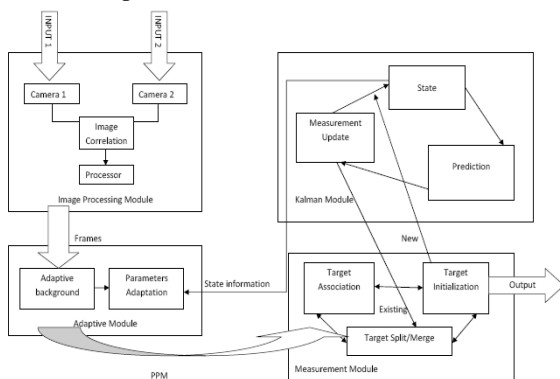 INPUT 1
INPUT 2
Camera 1
Camera 2
Image
Correlation
Processor
Image Processing Module
State
Measurement
Update
Prediction
Kalman Module
Frames
New
Adaptive
background
Parameters
Adaptation
Adaptive Module
State information
Target
Association
Target
Initialization
Output
Existing
Target Split/Merge
Measurement Module
PPM